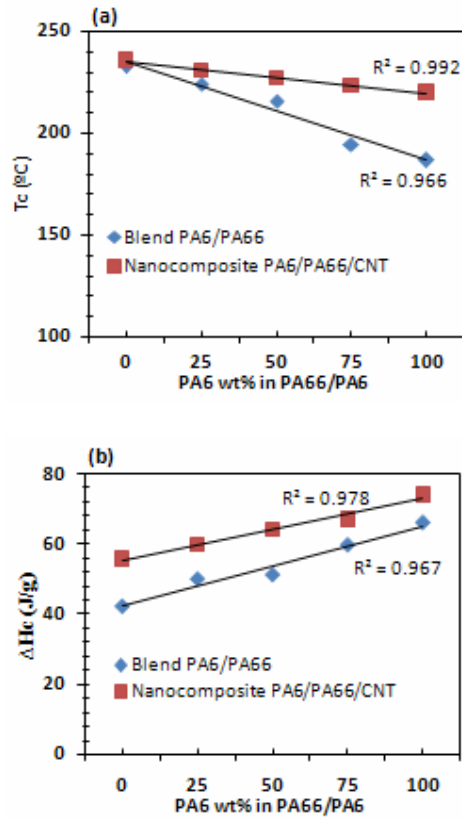 (a)
250
200
150
100
Tc (ºC)
R² = 0.992
R² = 0.966
Blend PA6/PA66
Nanocomposite PA6/PA66/CNT
0 25 50 75 100
PA6 wt% in PA66/PA6
(b)
80
60
40
20
0
ΔHc (J/g)
R² = 0.978
R² = 0.967
Blend PA6/PA66
Nanocomposite PA6/PA66/CNT
0 25 50 75 100
PA6 wt% in PA66/PA6